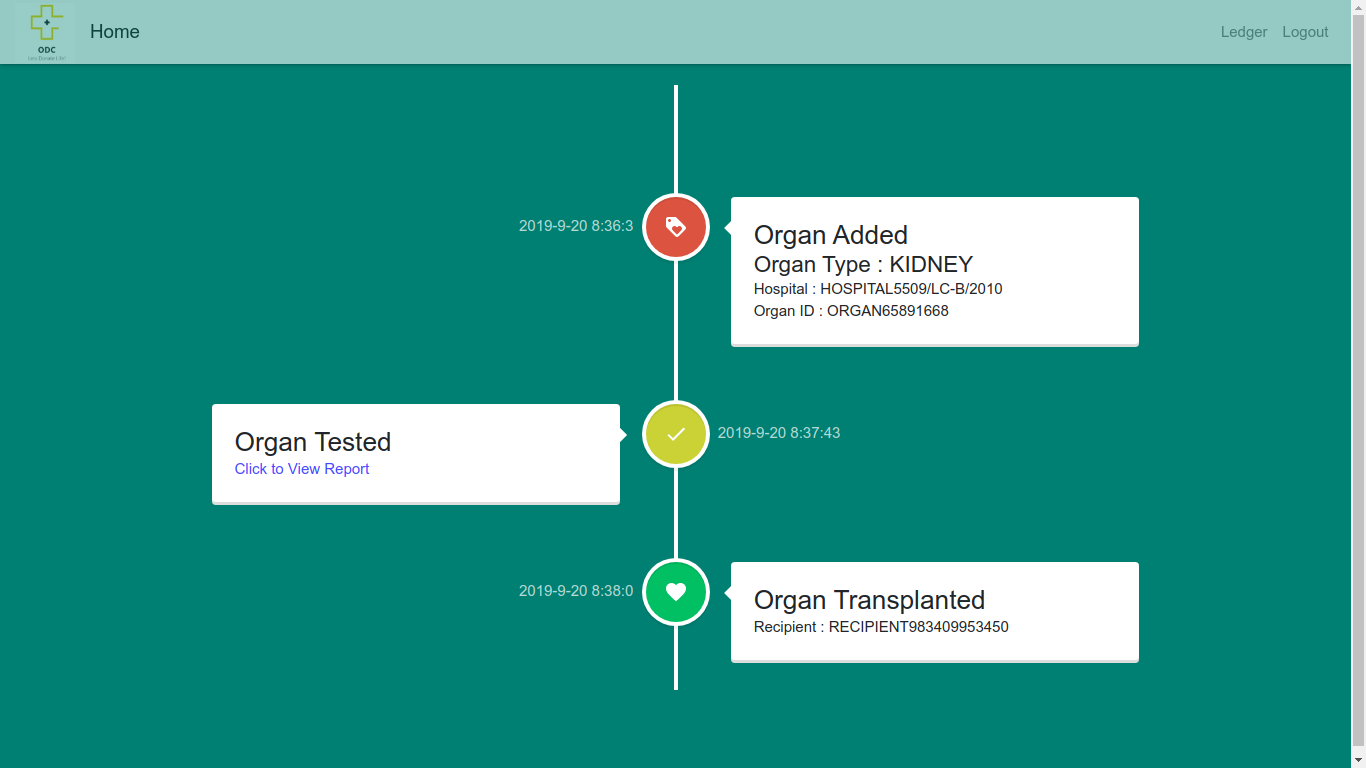 Home
Ledger
Logout
ODC
2019-9-20 8:36:3
Organ Added
Organ Type : KIDNEY
Hospital : HOSPITAL5509/LC-B/2010
Organ ID : ORGAN65891668
Organ Tested
Click to View Report
2019-9-20 8:37:43
2019-9-20 8:38:0
Organ Transplanted
Recipient : RECIPIENT983409953450